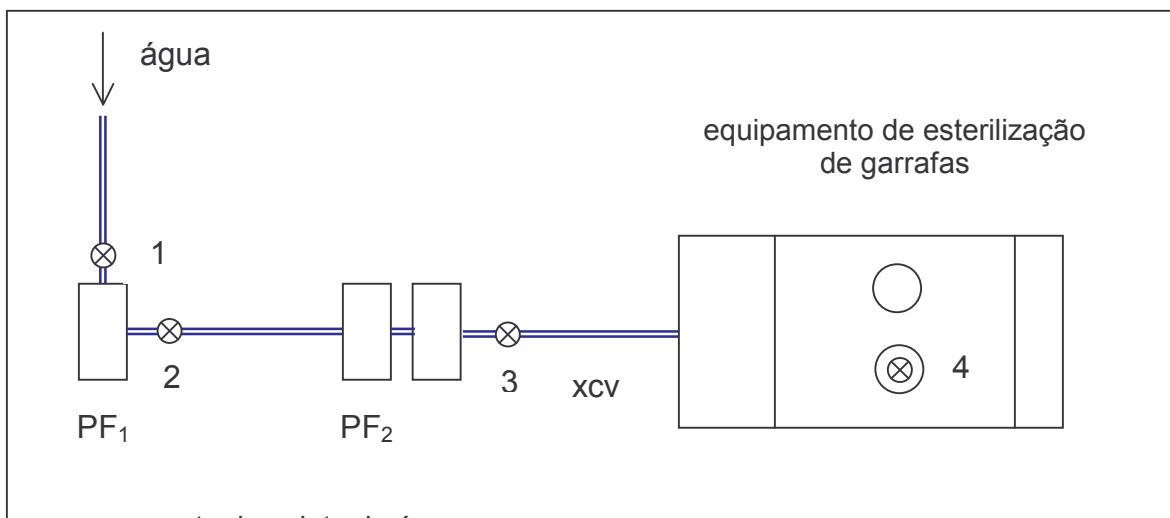 água
equipamento de esterilização
de garrafas
1
2
3
4
xcv
PF₁
PF₂